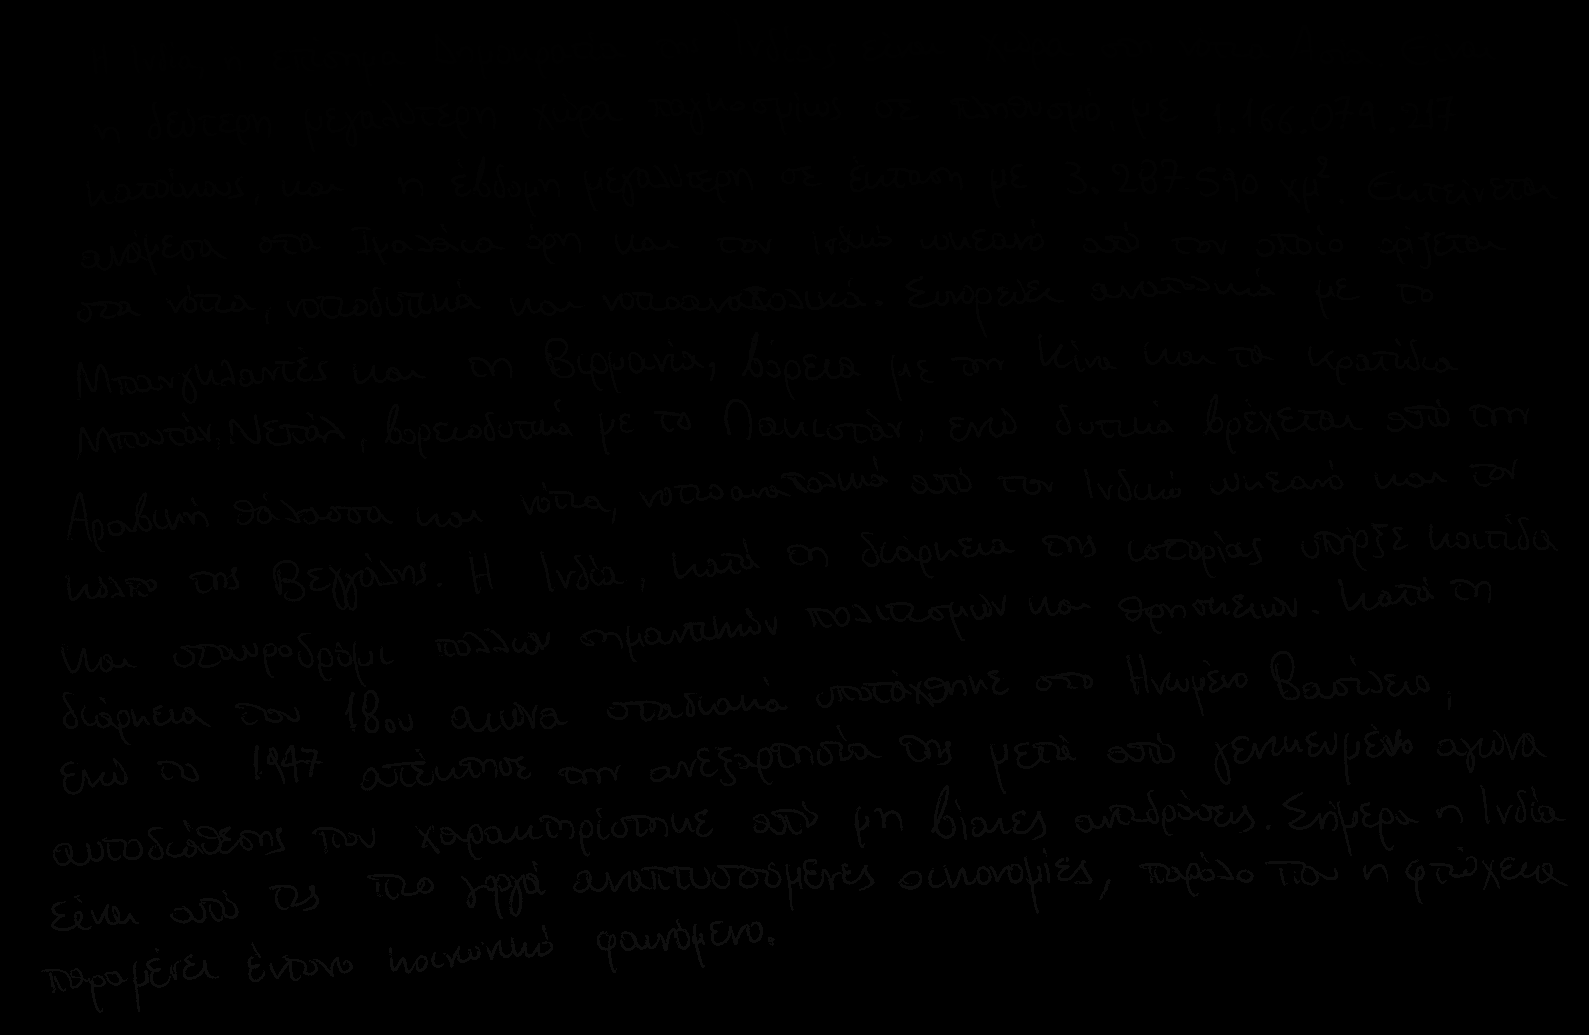 η δεύτερη μεγαλύτερη χώρα παγκοσμίως σε πληθυσμό, με 1.166.079.217
κατοίκους, και η έβδομη μεγαλύτερη σε έκταση με 3.287.590 χμ². Εκτείνεται
ανάμεσα στα Ιμαλάια όρη και τον Ινδικό ωκεανό από τον οποίο ορίζεται
στα νότια, νοτιοδυτικά και νοτιοανατολικά. Συνορεύει ανατολικά με το
Μπανγκλαντές και τη Βιρμανία, βόρεια με την Κίνα και τα κρατίδια
Μπουτάν, Νεπάλ, βορειοδυτικά με το Πακιστάν, ενώ δυτικά βρέχεται από την
Αραβική θάλασσα και νότια, νοτιοανατολικά από τον Ινδικό ωκεανό και τον
κόλπο της Βεγγάλης. Η Ινδία, κατά τη διάρκεια της ιστορίας υπήρξε κοιτίδα
και σταυροδρόμι πολλών σημαντικών πολιτισμών και θρησκειών. Κατά τη
διάρκεια του 18ου αιώνα σταδιακά υποτάχθηκε στο Ηνωμένο Βασίλειο,
ενώ το 1947 απέκτησε την ανεξαρτησία της μετά από γενικευμένο αγώνα
αυτοδιάθεσης που χαρακτηρίστηκε από μη βίαιες αντιδράσεις. Σήμερα η Ινδία
είναι από τις πιο γοργά αναπτυσσόμενες οικονομίες, παρόλο που η φτώχεια
παραμένει έντονο κοινωνικό φαινόμενο.